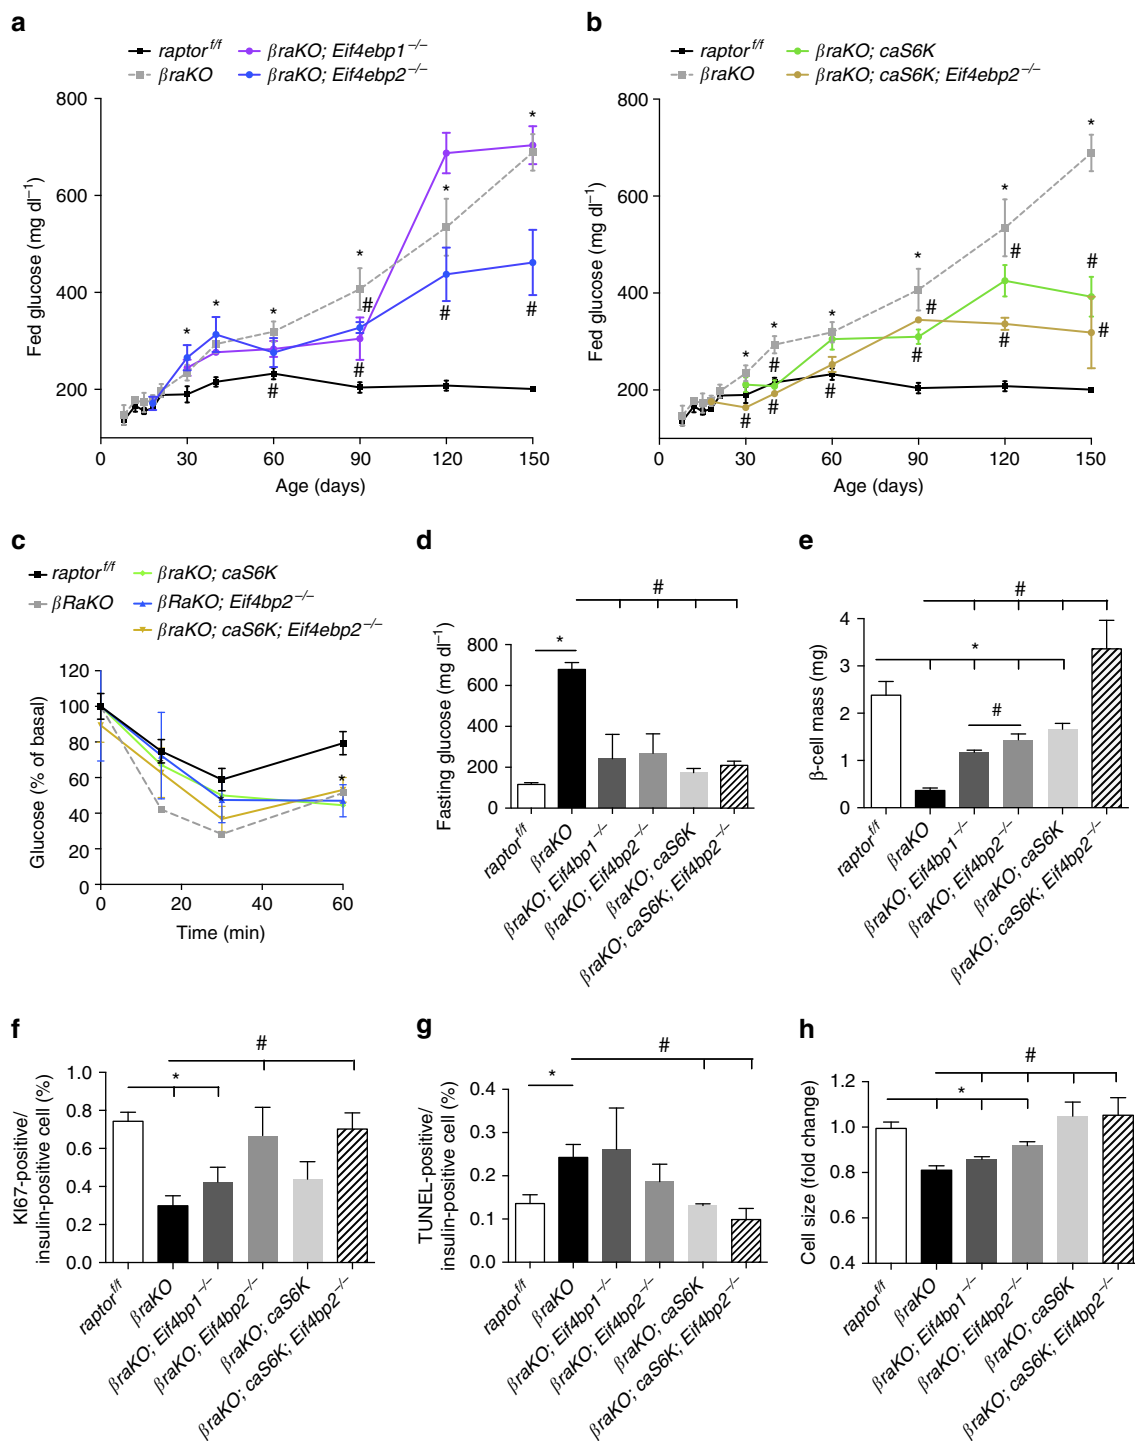 a
raptor f/f
βraKO
βraKO; Eif4ebp1 −/−
βraKO; Eif4ebp2 −/−
Fed glucose (mg dl−1)
800
600
400
200
* * * * * *
# # # # #
0 30 60 90 120 150
Age (days)
b
raptor f/f
βraKO
βraKO; caS6K
βraKO; caS6K; Eif4ebp2 −/−
Fed glucose (mg dl−1)
800
600
400
200
* * * * * *
# # # # # # # # # #
0 30 60 90 120 150
Age (days)
c
raptor f/f
βRaKO
βraKO; caS6K
βRaKO; Eif4bp2 −/−
βraKO; caS6K; Eif4ebp2 −/−
Glucose (% of basal)
120
100
80
60
40
20
0
* *
0 20 40 60
Time (min)
d
#
*
Fasting glucose (mg dl−1)
800
600
400
200
0
raptor f/f
βraKO
βraKO; Eif4bp1 −/−
βraKO; Eif4bp2 −/−
βraKO; caS6K
βraKO; caS6K; Eif4bp2 −/−
e
#
*
#
β-cell mass (mg)
4
3
2
1
0
raptor f/f
βraKO
βraKO; Eif4bp1 −/−
βraKO; Eif4bp2 −/−
βraKO; caS6K
βraKO; caS6K; Eif4bp2 −/−
f
#
*
KI67-positive/
insulin-positive cell (%)
1.0
0.8
0.6
0.4
0.2
0.0
raptor f/f
βraKO
βraKO; Eif4bp1 −/−
βraKO; Eif4bp2 −/−
βraKO; caS6K
βraKO; caS6K; Eif4bp2 −/−
g
#
*
TUNEL-positive/
insulin-positive cell (%)
0.4
0.3
0.2
0.1
0.0
raptor f/f
βraKO
βraKO; Eif4bp1 −/−
βraKO; Eif4bp2 −/−
βraKO; caS6K
βraKO; caS6K; Eif4bp2 −/−
h
#
*
Cell size (fold change)
1.2
1.0
0.8
0.6
0.4
raptor f/f
βraKO
βraKO; Eif4bp1 −/−
βraKO; Eif4bp2 −/−
βraKO; caS6K
βraKO; caS6K; Eif4bp2 −/−